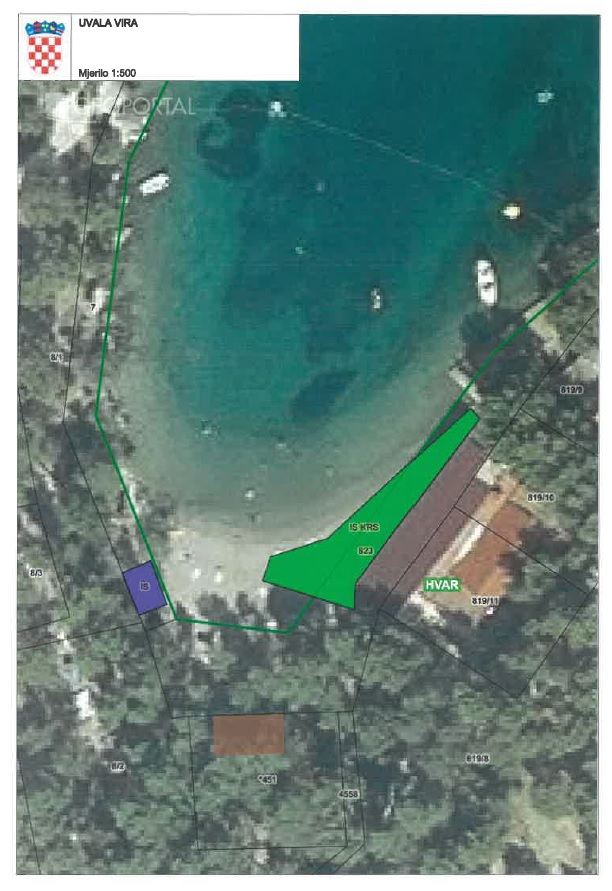 UVALA VIRA
Mjerilo 1:500
GEOPORTAL
7
8/1
819/9
819/10
IS KRS
823
8/3
IS
HVAR
819/11
819/8
8/2
*451
4558